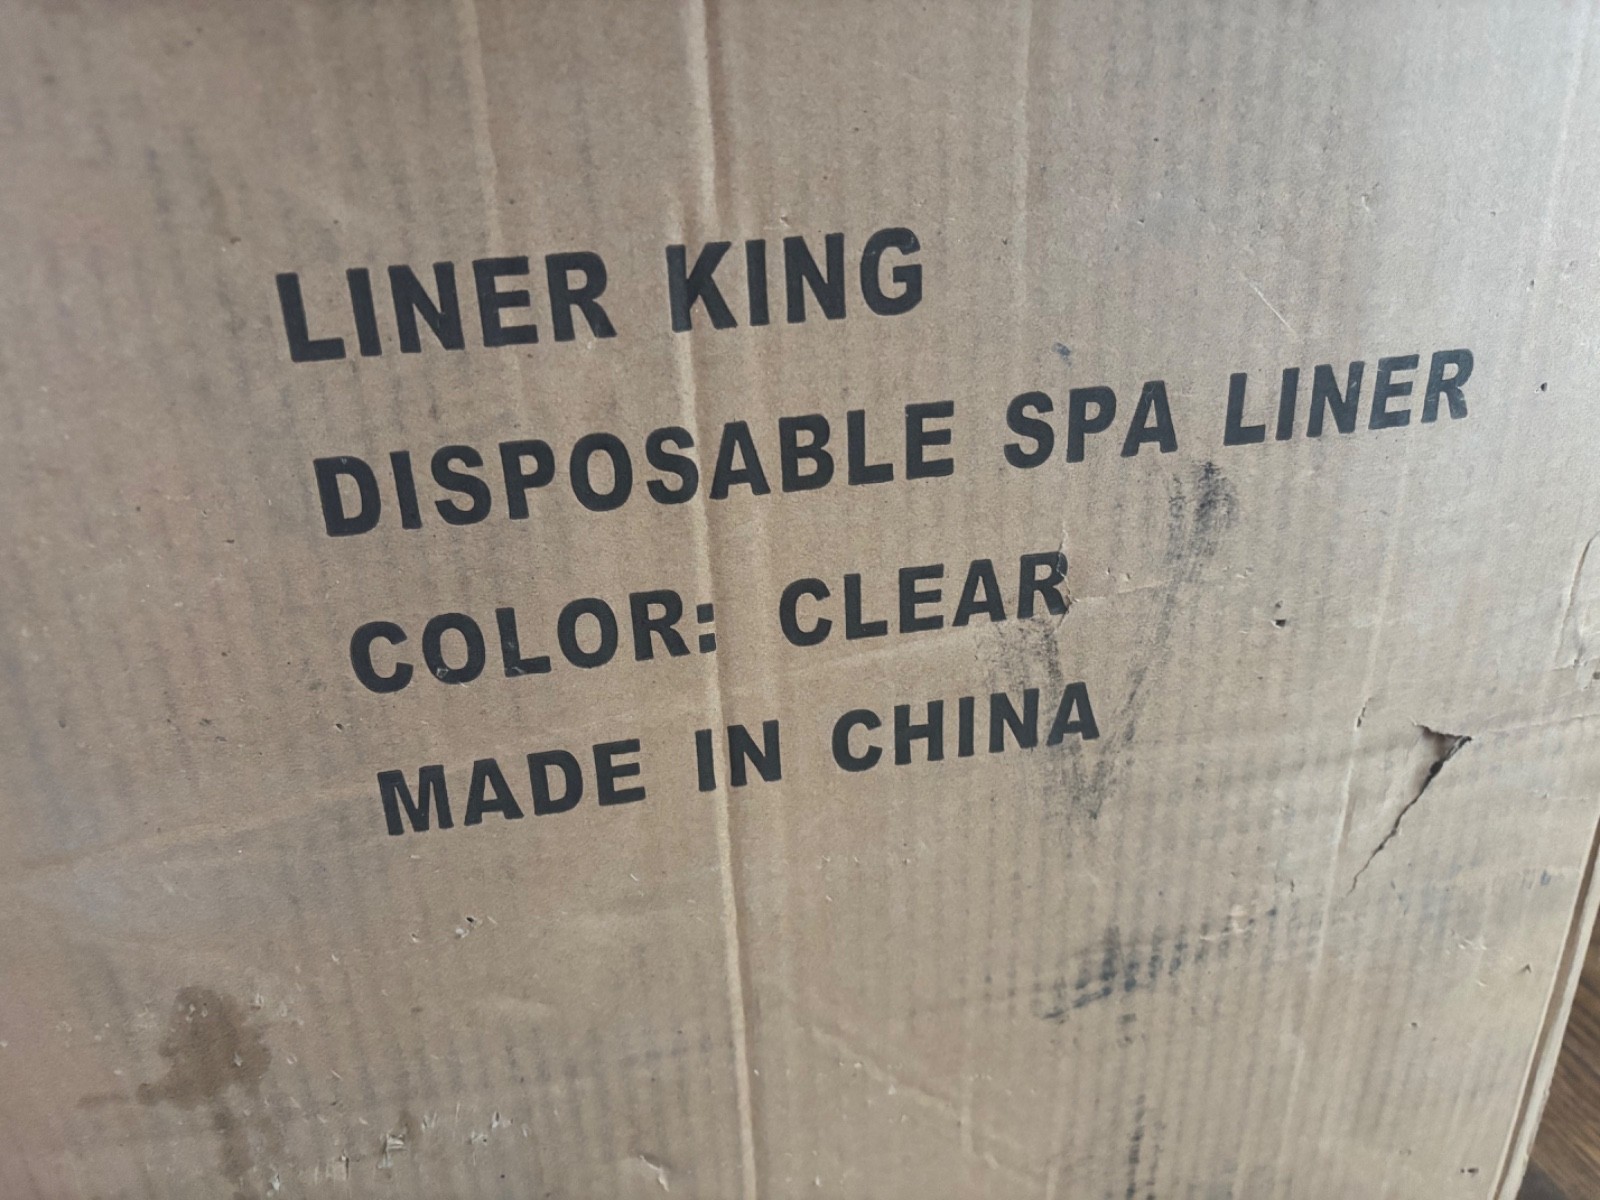 LINER KING
DISPOSABLE SPA LINER
COLOR: CLEAR
MADE IN CHINA